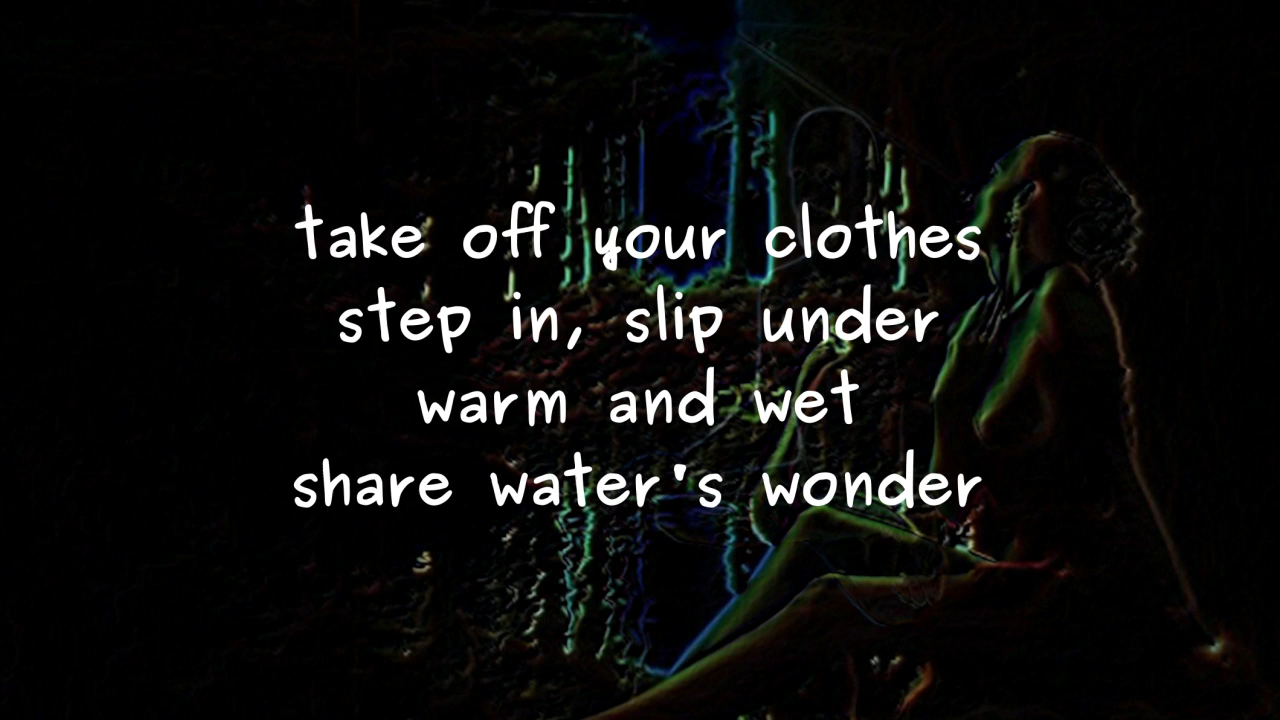 take off your clothes
step in, slip under
warm and wet
share water's wonder